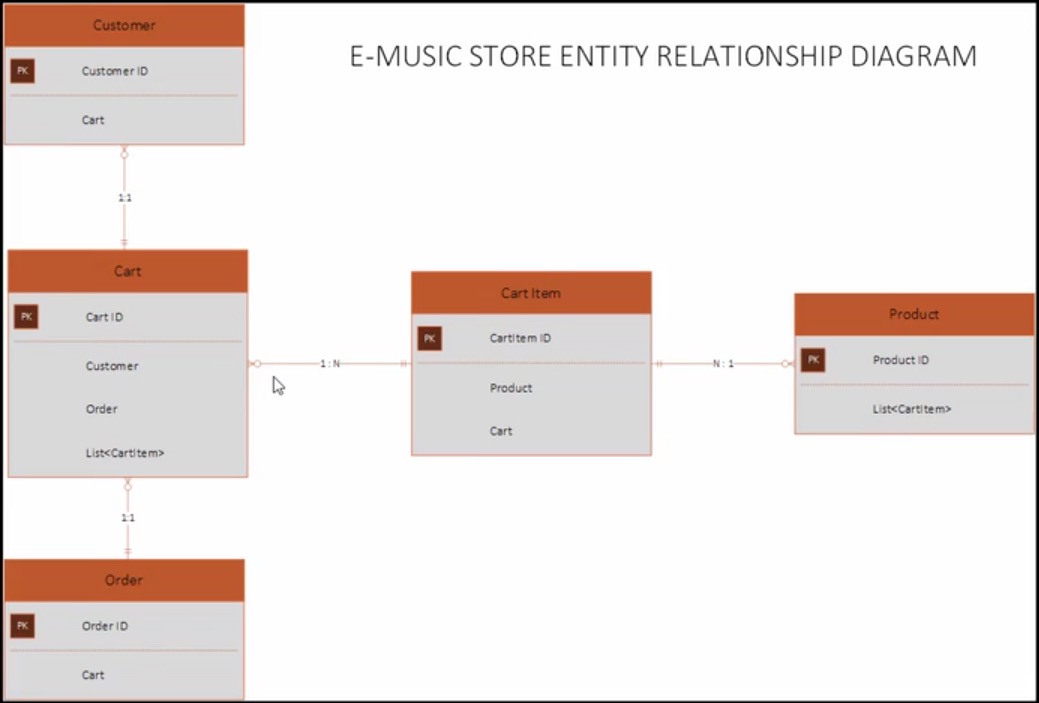 Customer
E-MUSIC STORE ENTITY RELATIONSHIP DIAGRAM
PK Customer ID
Cart
1:1
Cart
PK Cart ID
Customer
Order
List<CartItem>
1 : N
Cart Item
PK CartItem ID
Product
Cart
N : 1
Product
PK Product ID
List<CartItem>
1:1
Order
PK Order ID
Cart